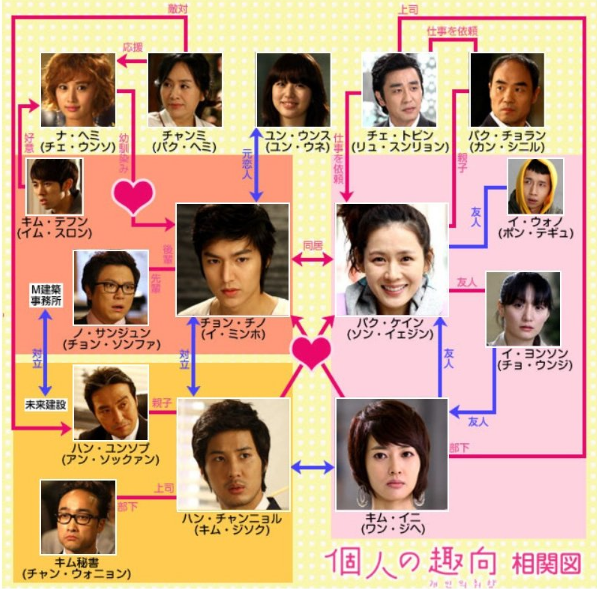 敵対
上司
応援
仕事を依頼
ナ・ヘミ
(チェ・ウンソ)
チャンミ
(パク・ヘミ)
ユン・ウンス
(ユン・ウネ)
チェ・トビン
(リュ・スンリョン)
パク・チョラン
(カン・シニル)
好意
幼馴染み
元恋人
仕事を依頼
親子
キム・テフン
(イム・スロン)
イ・ウォノ
(ボン・テギュ)
友人
後輩
先輩
同居
M建築
事務所
友人
ノ・サンジュン
(チョン・ソンファ)
チョン・チノ
(イ・ミンホ)
パク・ケイン
(ソン・イェジン)
イ・ヨンソン
(チョ・ウンジ)
対立
対立
友人
未来建設
親子
友人
ハン・ユンソプ
(アン・ソックァン)
部下
上司
部下
ハン・チャンニョル
(キム・ジソク)
キム・イニ
(ワン・ジヘ)
キム秘書
(チャン・ウォニョン)
個人の趣向 相関図
개인의 취향